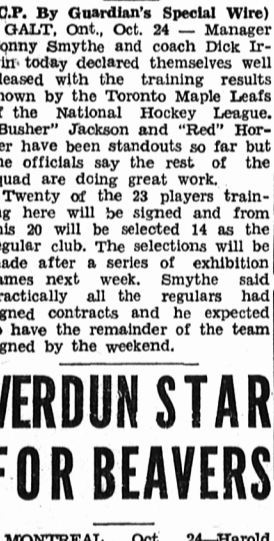 C.P. By Guardian's Special Wire)
GALT, Ont., Oct. 24 — Manager
onny Smythe and coach Dick Ir-
in today declared themselves well
leased with the training results
hown by the Toronto Maple Leafs
f the National Hockey League.
Busher" Jackson and "Red" Hor-
er have been standouts so far but
he officials say the rest of the
quad are doing great work.
Twenty of the 23 players train-
ng here will be signed and from
his 20 will be selected 14 as the
egular club. The selections will be
ade after a series of exhibition
ames next week. Smythe said
ractically all the regulars had
igned contracts and he expected
o have the remainder of the team
igned by the weekend.
VERDUN STAR
FOR BEAVERS
MONTREAL, Oct. 24—Harold